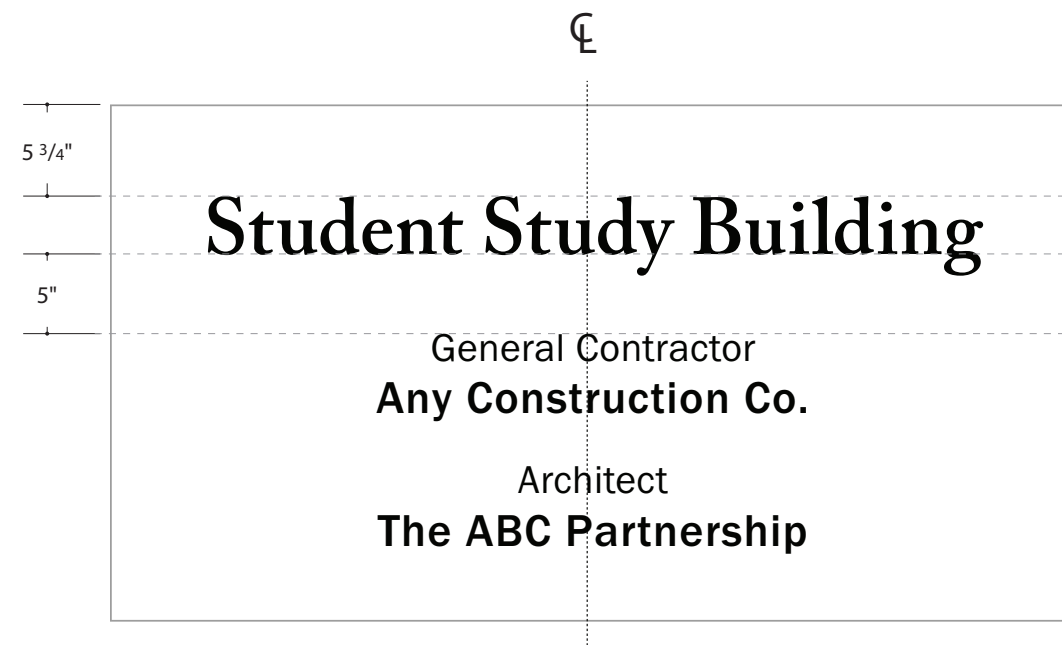 ℄
5 3/4"
Student Study Building
5"
General Contractor
Any Construction Co.
Architect
The ABC Partnership